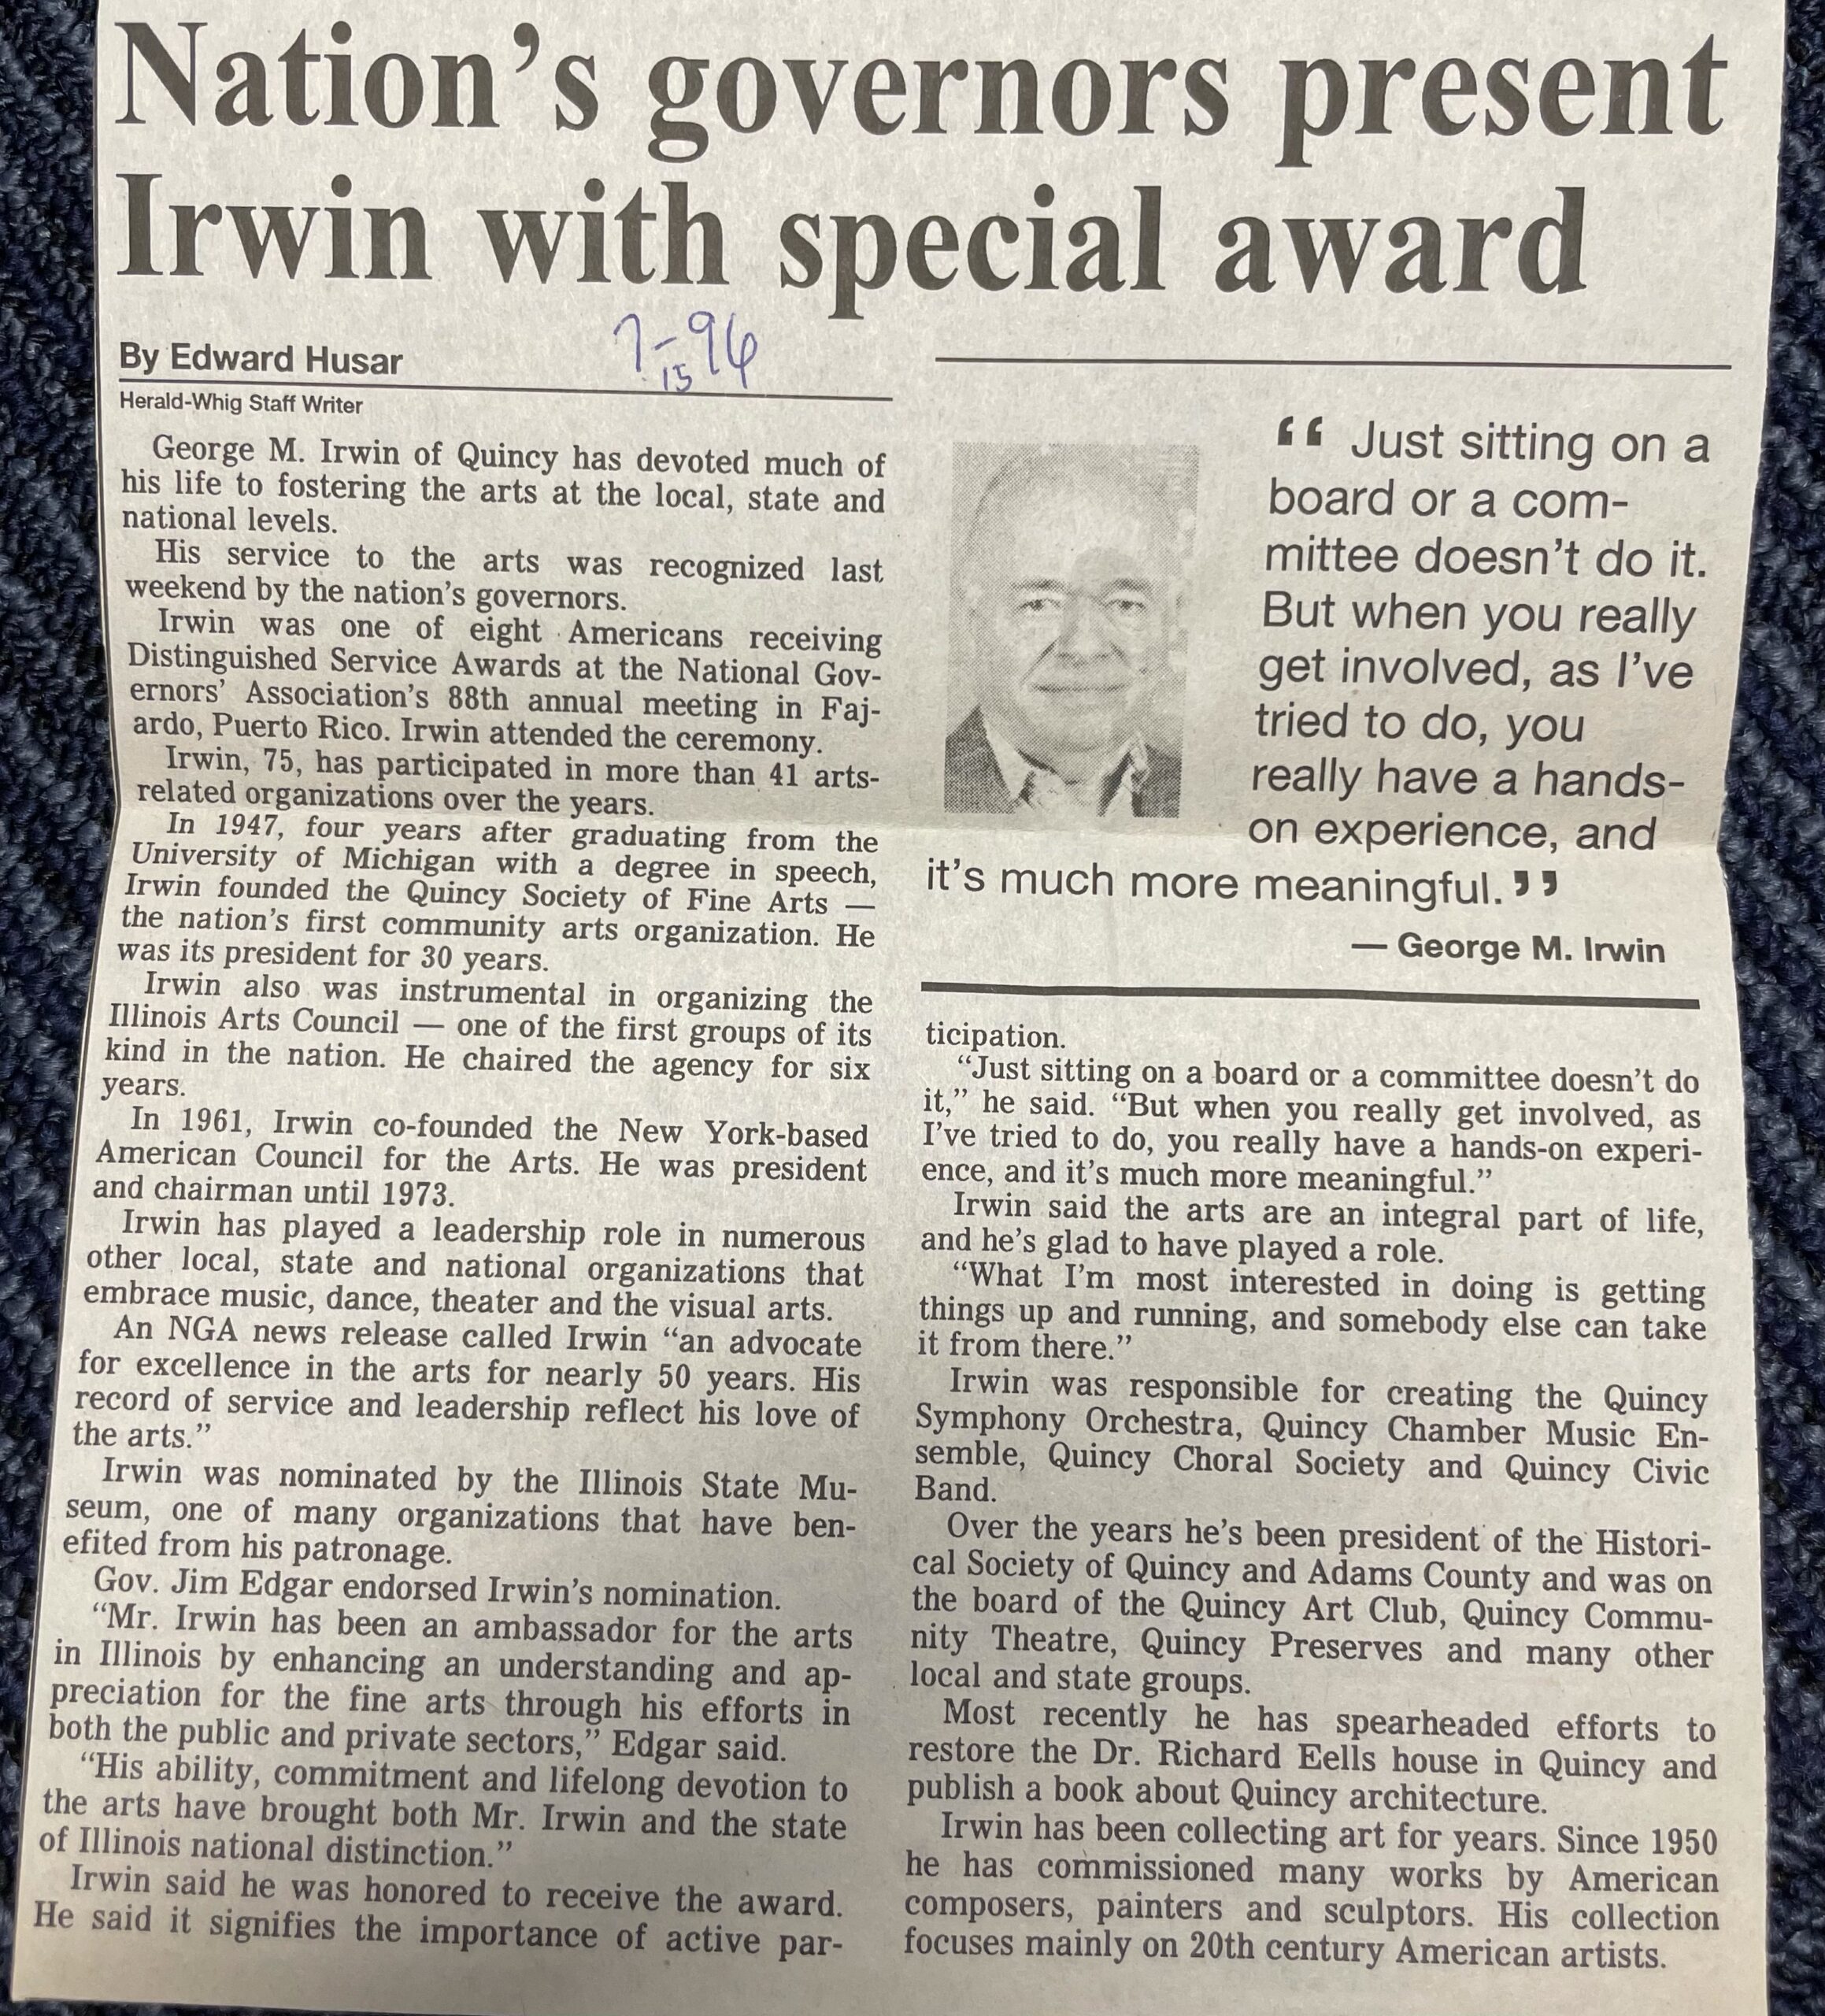 Nation's governors present
Irwin with special award
By Edward Husar
7-15 96
Herald-Whig Staff Writer
George M. Irwin of Quincy has devoted much of
his life to fostering the arts at the local, state and
national levels.
His service to the arts was recognized last
weekend by the nation's governors.
Irwin was one of eight Americans receiving
Distinguished Service Awards at the National Gov-
ernors' Association's 88th annual meeting in Faj-
ardo, Puerto Rico. Irwin attended the ceremony.
Irwin, 75, has participated in more than 41 arts-
related organizations over the years.
In 1947, four years after graduating from the
University of Michigan with a degree in speech,
Irwin founded the Quincy Society of Fine Arts —
the nation's first community arts organization. He
was its president for 30 years.
Irwin also was instrumental in organizing the
Illinois Arts Council — one of the first groups of its
kind in the nation. He chaired the agency for six
years.
In 1961, Irwin co-founded the New York-based
American Council for the Arts. He was president
and chairman until 1973.
Irwin has played a leadership role in numerous
other local, state and national organizations that
embrace music, dance, theater and the visual arts.
An NGA news release called Irwin “an advocate
for excellence in the arts for nearly 50 years. His
record of service and leadership reflect his love of
the arts.”
Irwin was nominated by the Illinois State Mu-
seum, one of many organizations that have ben-
efited from his patronage.
Gov. Jim Edgar endorsed Irwin's nomination.
“Mr. Irwin has been an ambassador for the arts
in Illinois by enhancing an understanding and ap-
preciation for the fine arts through his efforts in
both the public and private sectors,” Edgar said.
“His ability, commitment and lifelong devotion to
the arts have brought both Mr. Irwin and the state
of Illinois national distinction.”
Irwin said he was honored to receive the award.
He said it signifies the importance of active par-
“ Just sitting on a
board or a com-
mittee doesn't do it.
But when you really
get involved, as I've
tried to do, you
really have a hands-
on experience, and
it's much more meaningful. ”
— George M. Irwin
ticipation.
“Just sitting on a board or a committee doesn't do
it,” he said. “But when you really get involved, as
I've tried to do, you really have a hands-on experi-
ence, and it's much more meaningful.”
Irwin said the arts are an integral part of life,
and he's glad to have played a role.
“What I'm most interested in doing is getting
things up and running, and somebody else can take
it from there.”
Irwin was responsible for creating the Quincy
Symphony Orchestra, Quincy Chamber Music En-
semble, Quincy Choral Society and Quincy Civic
Band.
Over the years he's been president of the Histori-
cal Society of Quincy and Adams County and was on
the board of the Quincy Art Club, Quincy Commu-
nity Theatre, Quincy Preserves and many other
local and state groups.
Most recently he has spearheaded efforts to
restore the Dr. Richard Eells house in Quincy and
publish a book about Quincy architecture.
Irwin has been collecting art for years. Since 1950
he has commissioned many works by American
composers, painters and sculptors. His collection
focuses mainly on 20th century American artists.